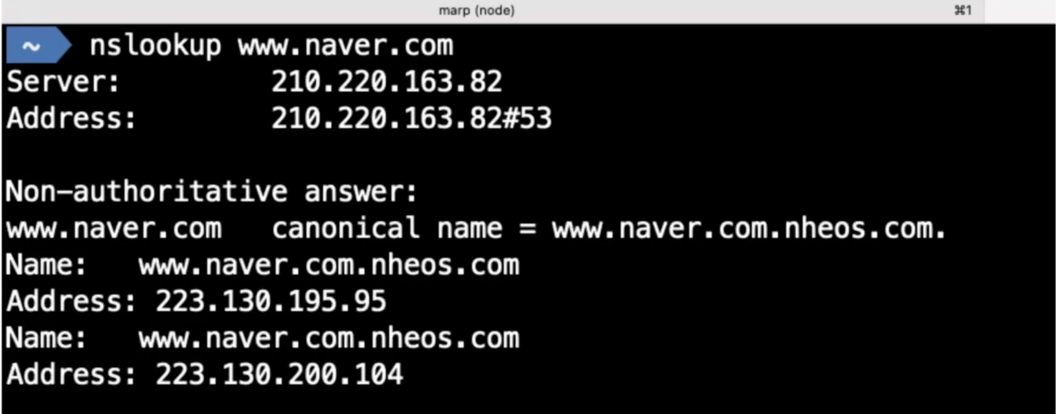 marp (node)
⌘1
~ nslookup www.naver.com
Server: 210.220.163.82
Address: 210.220.163.82#53
Non-authoritative answer:
www.naver.com canonical name = www.naver.com.nheos.com.
Name: www.naver.com.nheos.com
Address: 223.130.195.95
Name: www.naver.com.nheos.com
Address: 223.130.200.104